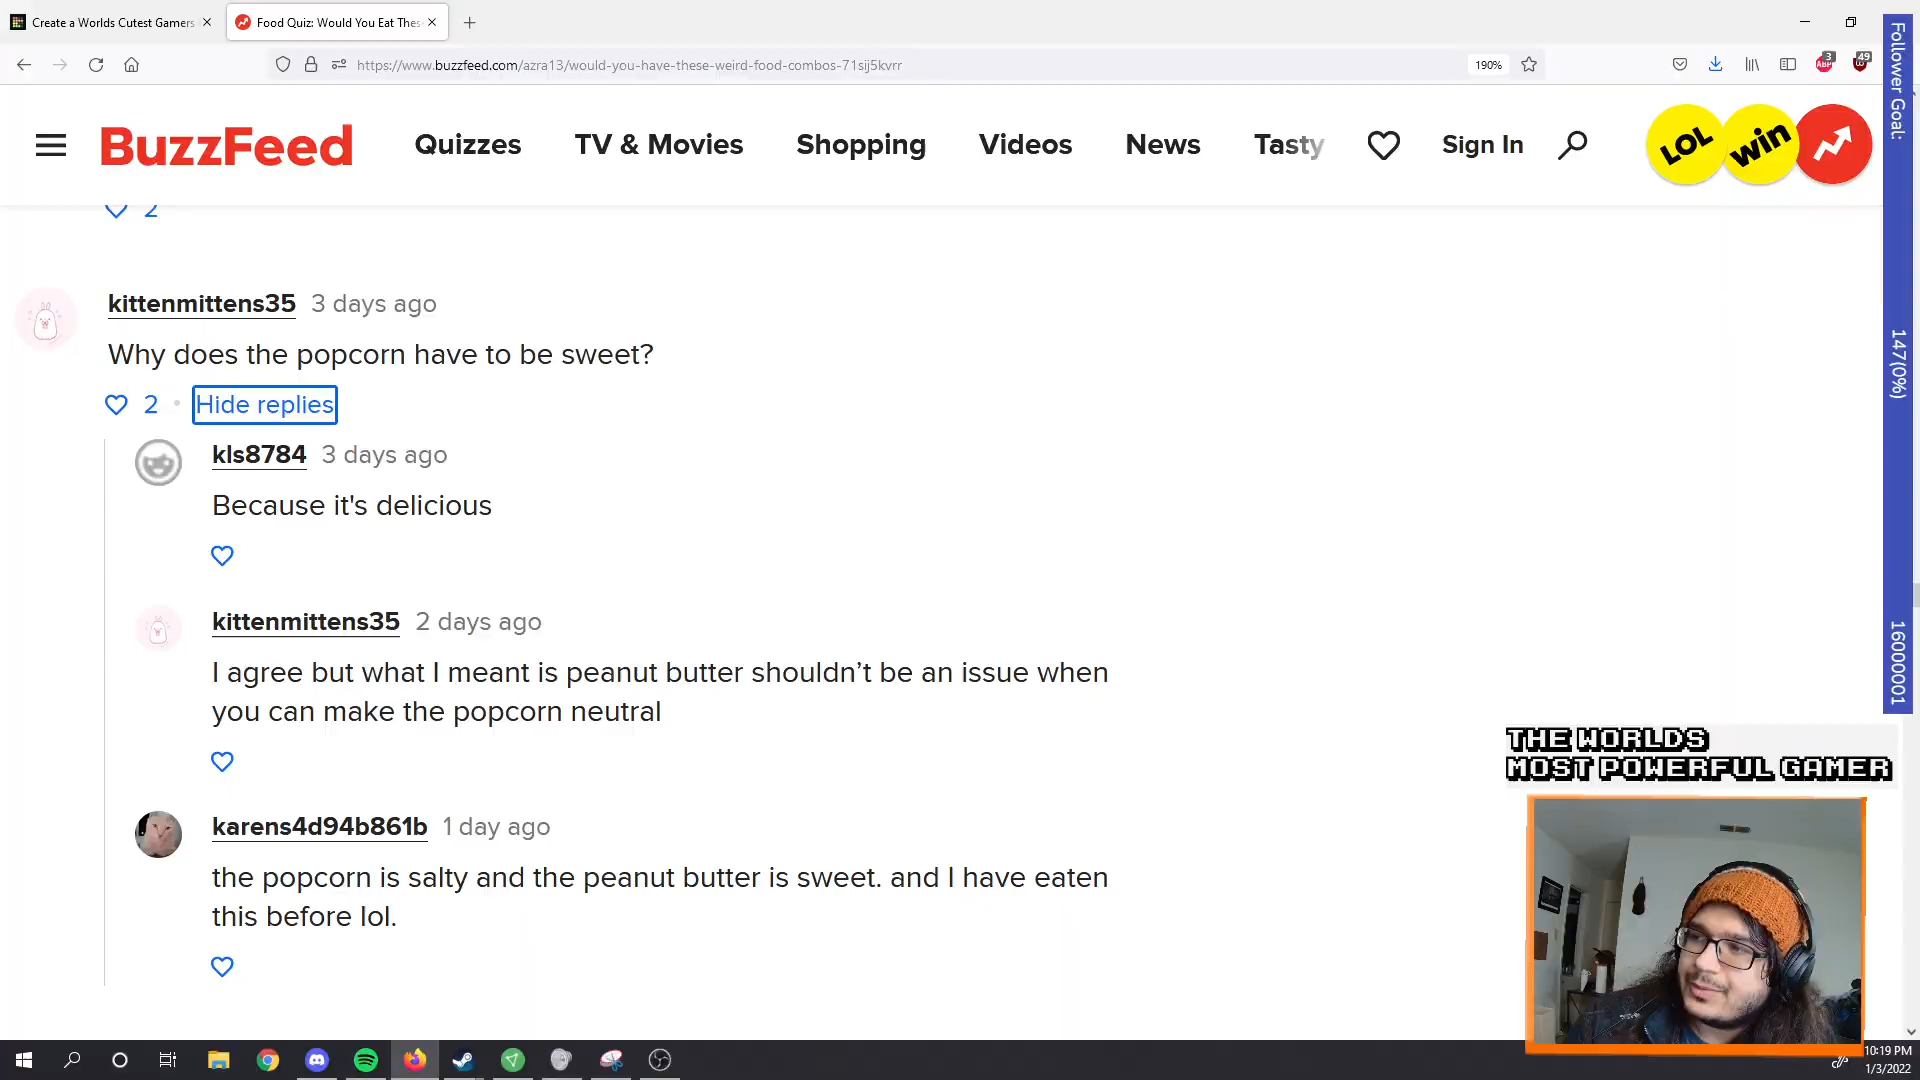 Create a Worlds Cutest Gamers
Food Quiz: Would You Eat Thes
https://www.buzzfeed.com/azra13/would-you-have-these-weird-food-combos-71sij5kvrr
190%
3
49
BuzzFeed
Quizzes
TV & Movies
Shopping
Videos
News
Tasty
Sign In
LOL
win
2
kittenmittens35 3 days ago
Why does the popcorn have to be sweet?
2 • Hide replies
kls8784 3 days ago
Because it's delicious
kittenmittens35 2 days ago
I agree but what I meant is peanut butter shouldn’t be an issue when
you can make the popcorn neutral
karens4d94b861b 1 day ago
the popcorn is salty and the peanut butter is sweet. and I have eaten
this before lol.
Follower Goal:
147(0%)
16000001
THE WORLDS
MOST POWERFUL GAMER
10:19 PM
1/3/2022